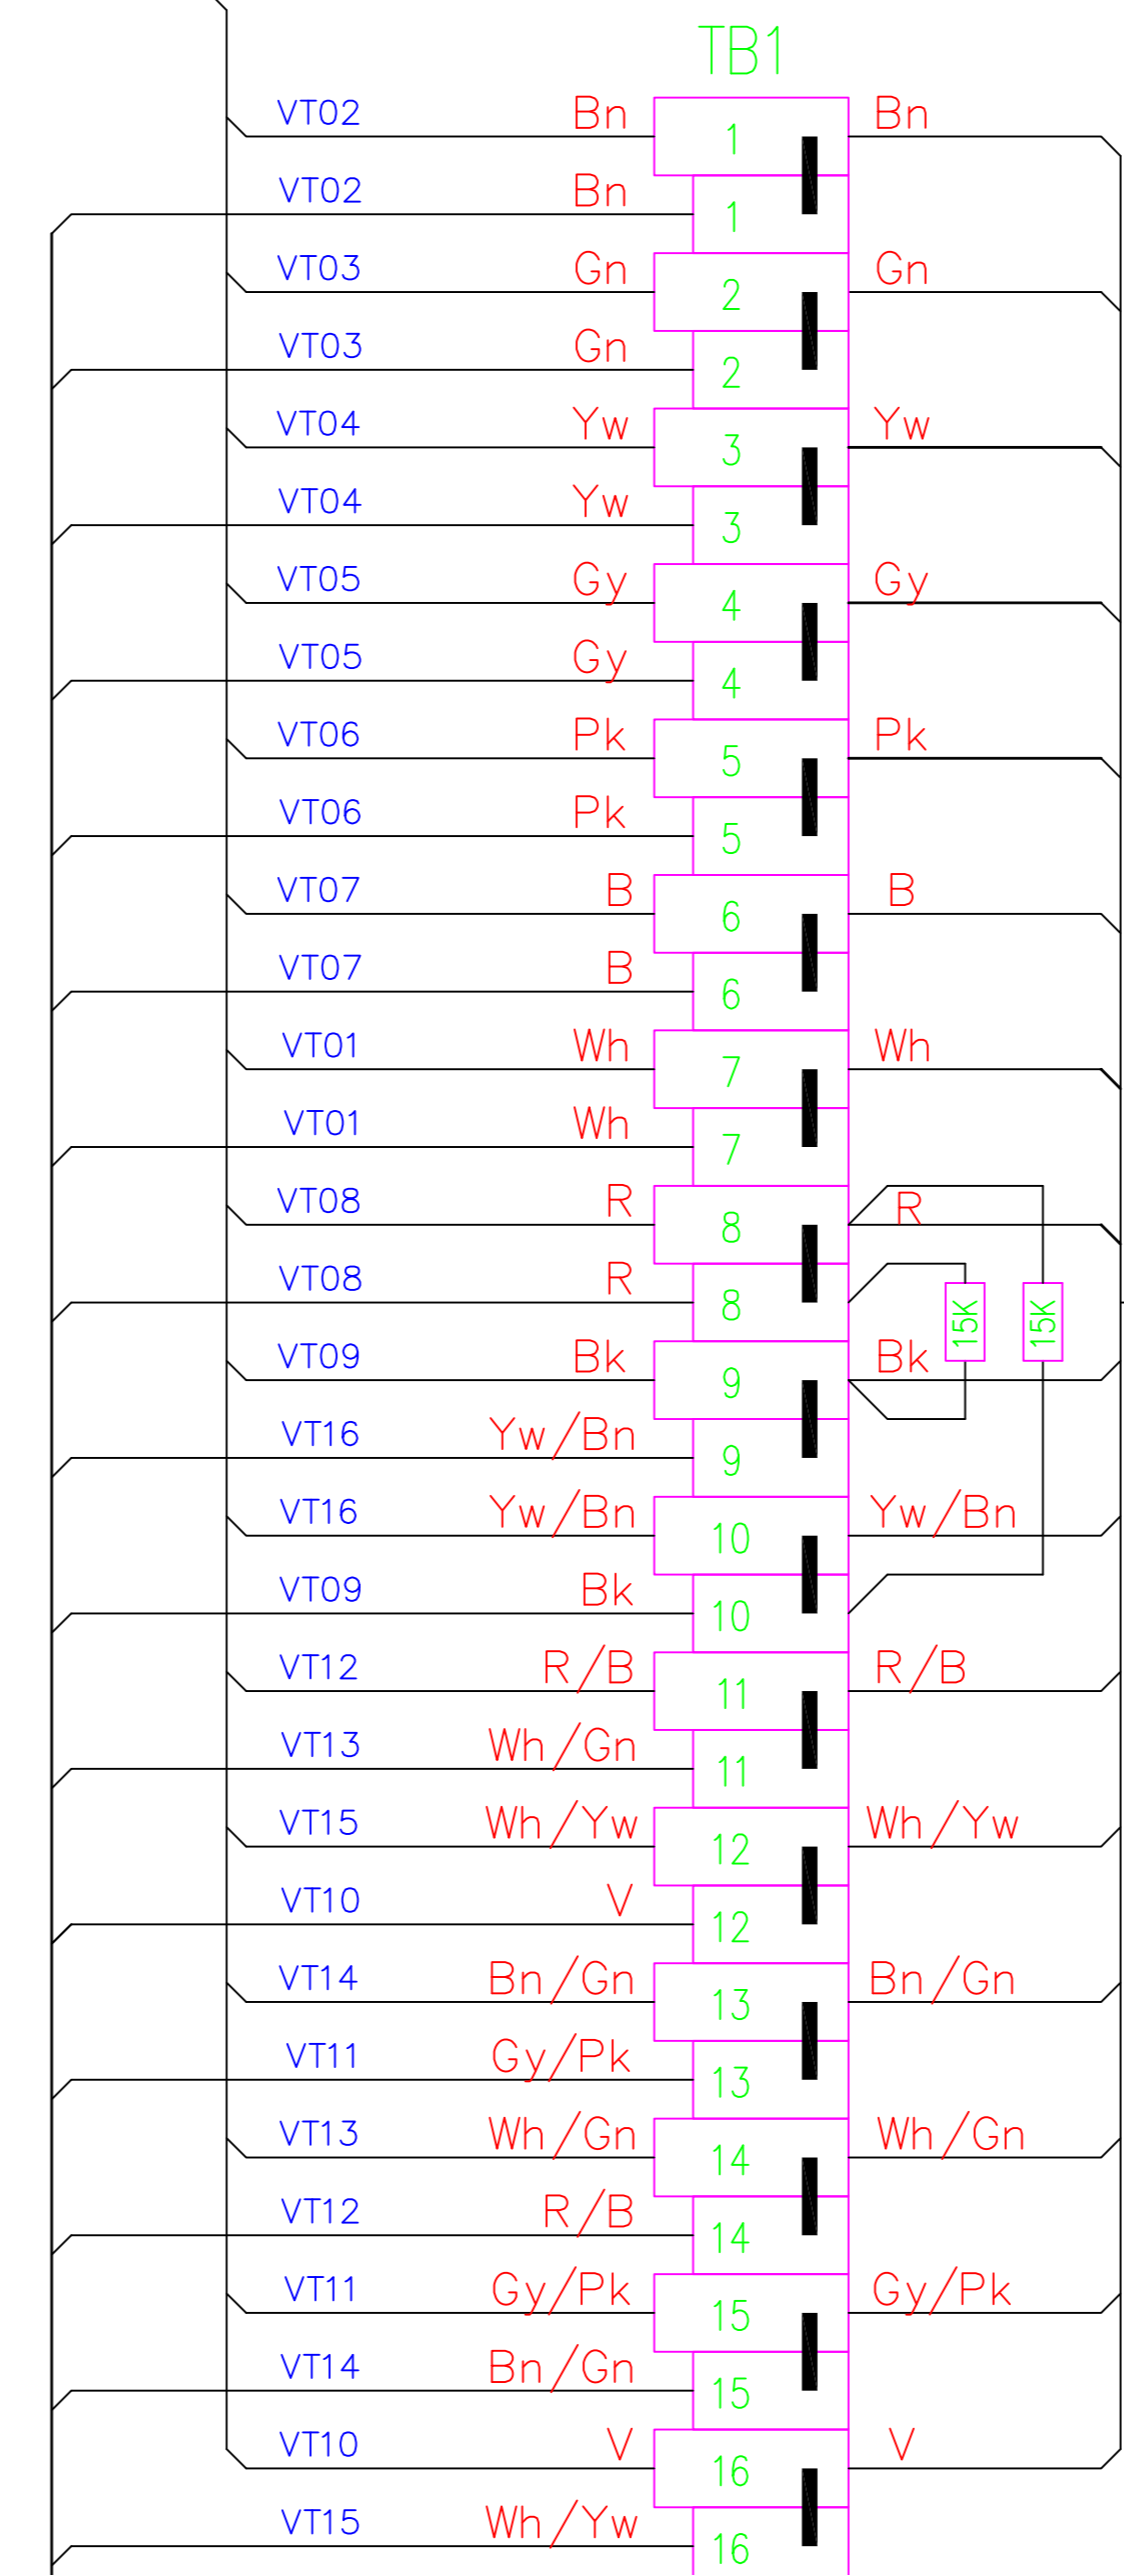 TB1
VT02 Bn 1 Bn
VT02 Bn 1
VT03 Gn 2 Gn
VT03 Gn 2
VT04 Yw 3 Yw
VT04 Yw 3
VT05 Gy 4 Gy
VT05 Gy 4
VT06 Pk 5 Pk
VT06 Pk 5
VT07 B 6 B
VT07 B 6
VT01 Wh 7 Wh
VT01 Wh 7
VT08 R 8 R
VT08 R 8 15K 15K
VT09 Bk 9 Bk
VT16 Yw/Bn 9
VT16 Yw/Bn 10 Yw/Bn
VT09 Bk 10
VT12 R/B 11 R/B
VT13 Wh/Gn 11
VT15 Wh/Yw 12 Wh/Yw
VT10 V 12
VT14 Bn/Gn 13 Bn/Gn
VT11 Gy/Pk 13
VT13 Wh/Gn 14 Wh/Gn
VT12 R/B 14
VT11 Gy/Pk 15 Gy/Pk
VT14 Bn/Gn 15
VT10 V 16 V
VT15 Wh/Yw 16